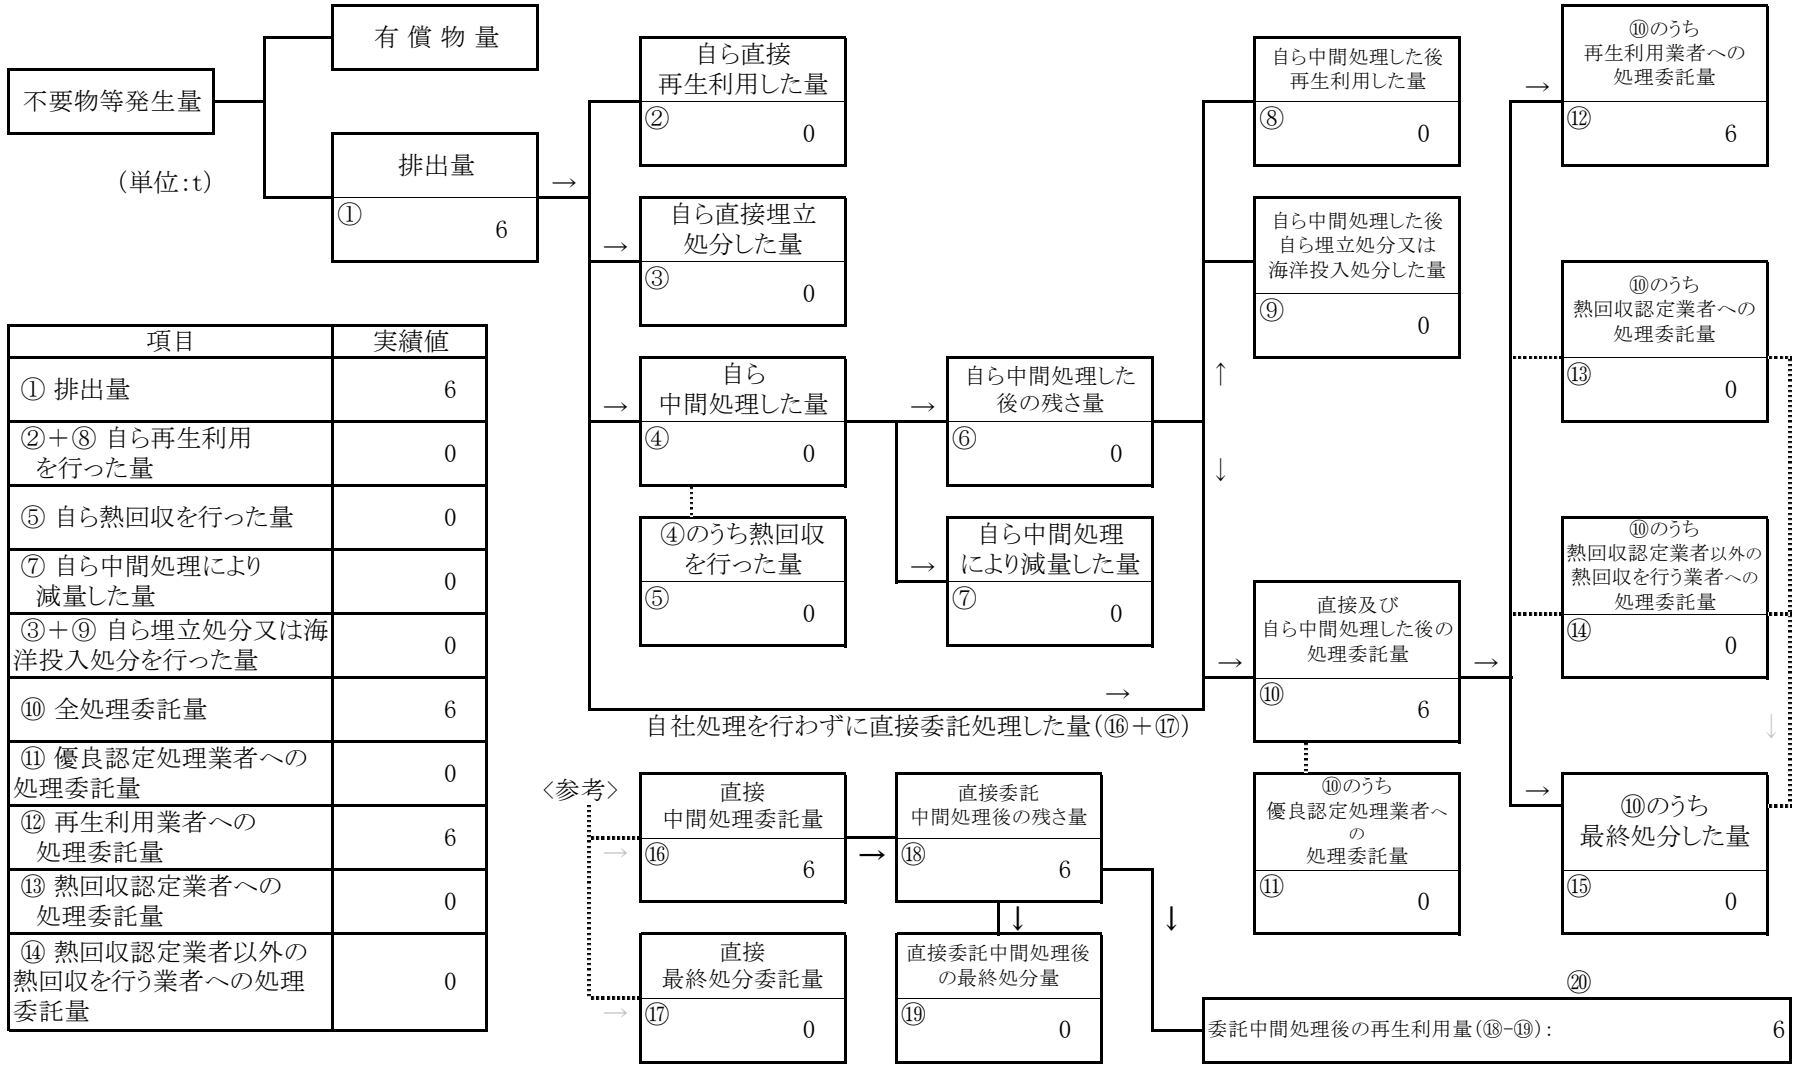 有 償 物 量
不要物等発生量
(単位:t)
排出量
①
6
→
自ら直接
再生利用した量
②
0
→
自ら直接埋立
処分した量
③
0
→
自ら
中間処理した量
④
0
④のうち熱回収
を行った量
⑤
0
→
自ら中間処理した
後の残さ量
⑥
0
→
自ら中間処理
により減量した量
⑦
0
↑
↓
自ら中間処理した後
再生利用した量
⑧
0
自ら中間処理した後
自ら埋立処分又は
海洋投入処分した量
⑨
0
→
自社処理を行わずに直接委託処理した量(⑯+⑰)
→
直接及び
自ら中間処理した後の
処理委託量
⑩
6
⑩のうち
優良認定処理業者へ
の
処理委託量
⑪
0
→
→
⑩のうち
再生利用業者への
処理委託量
⑫
6
⑩のうち
熱回収認定業者への
処理委託量
⑬
0
⑩のうち
熱回収認定業者以外の
熱回収を行う業者への
処理委託量
⑭
0
↓
→
⑩のうち
最終処分した量
⑮
0
項目 実績値
① 排出量 6
②+⑧ 自ら再生利用
を行った量 0
⑤ 自ら熱回収を行った量 0
⑦ 自ら中間処理により
減量した量 0
③+⑨ 自ら埋立処分又は海
洋投入処分を行った量 0
⑩ 全処理委託量 6
⑪ 優良認定処理業者への
処理委託量 0
⑫ 再生利用業者への
処理委託量 6
⑬ 熱回収認定業者への
処理委託量 0
⑭ 熱回収認定業者以外の
熱回収を行う業者への処理
委託量 0
<参考>
→
直接
中間処理委託量
⑯
6
→
直接委託
中間処理後の残さ量
⑱
6
↓
↓
→
直接
最終処分委託量
⑰
0
直接委託中間処理後
の最終処分量
⑲
0
⑳
委託中間処理後の再生利用量(⑱-⑲): 6